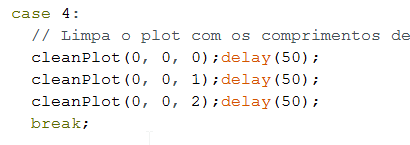 case 4:
// Limpa o plot com os comprimentos de
cleanPlot(0, 0, 0);delay(50);
cleanPlot(0, 0, 1);delay(50);
cleanPlot(0, 0, 2);delay(50);
break;